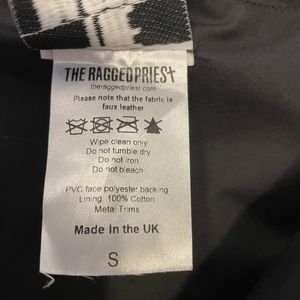 THE RAGGED PRIEST
theraggedpriest.com
Please note that the fabric is
faux leather
Wipe clean only
Do not tumble dry
Do not iron
Do not bleach
PVC face polyester backing
Lining: 100% Cotton
Metal Trims
Made in the UK
S